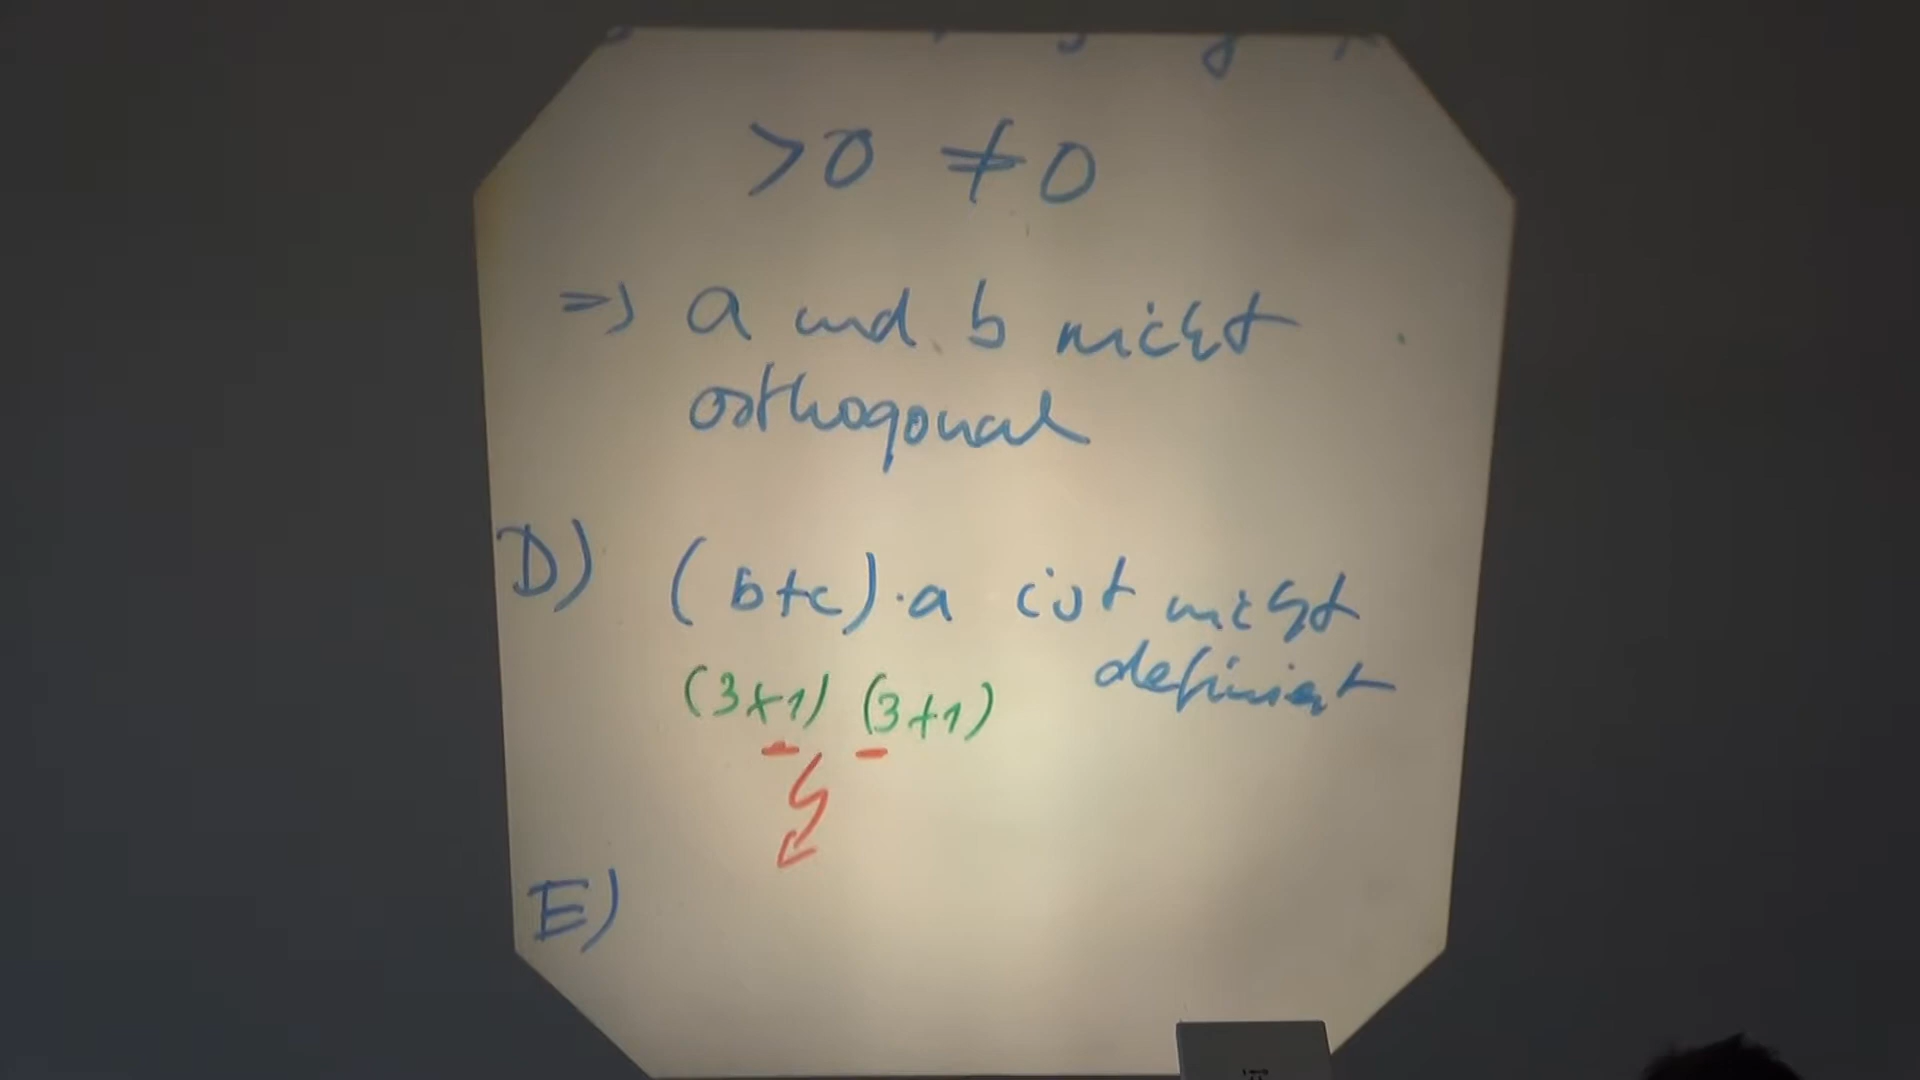 >0 ≠0
=> a und b nicht
orthogonal
D) (b+c)·a ist nicht
definiert
(3×1) (3+1)
E)